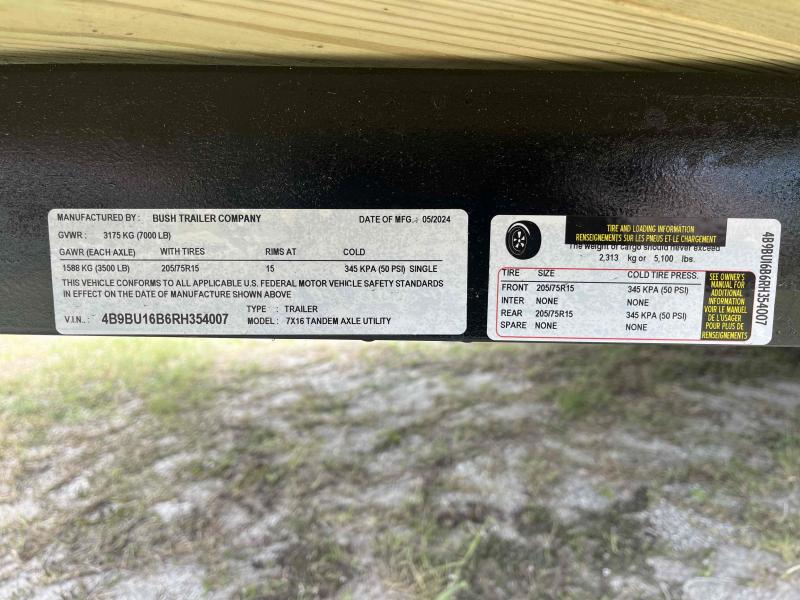 MANUFACTURED BY: BUSH TRAILER COMPANY DATE OF MFG.: 05/2024
GVWR: 3175 KG (7000 LB)
GAWR (EACH AXLE) WITH TIRES RIMS AT COLD
1588 KG (3500 LB) 205/75R15 15 345 KPA (50 PSI) SINGLE
THIS VEHICLE CONFORMS TO ALL APPLICABLE U.S. FEDERAL MOTOR VEHICLE SAFETY STANDARDS
IN EFFECT ON THE DATE OF MANUFACTURE SHOWN ABOVE
TYPE: TRAILER
V.I.N.: 4B9BU16B6RH354007
MODEL: 7X16 TANDEM AXLE UTILITY
TIRE AND LOADING INFORMATION
RENSEIGNEMENTS SUR LES PNEUS ET LE CHARGEMENT
The weight of cargo should never exceed
2,313 kg or 5,100 lbs.
TIRE SIZE COLD TIRE PRESS.
FRONT 205/75R15 345 KPA (50 PSI)
INTER NONE NONE
REAR 205/75R15 345 KPA (50 PSI)
SPARE NONE NONE
SEE OWNER'S
MANUAL FOR
ADDITIONAL
INFORMATION
VOIR LE MANUEL
DE L'USAGER
POUR PLUS DE
RENSEIGNEMENTS
4B9BU16B6RH354007